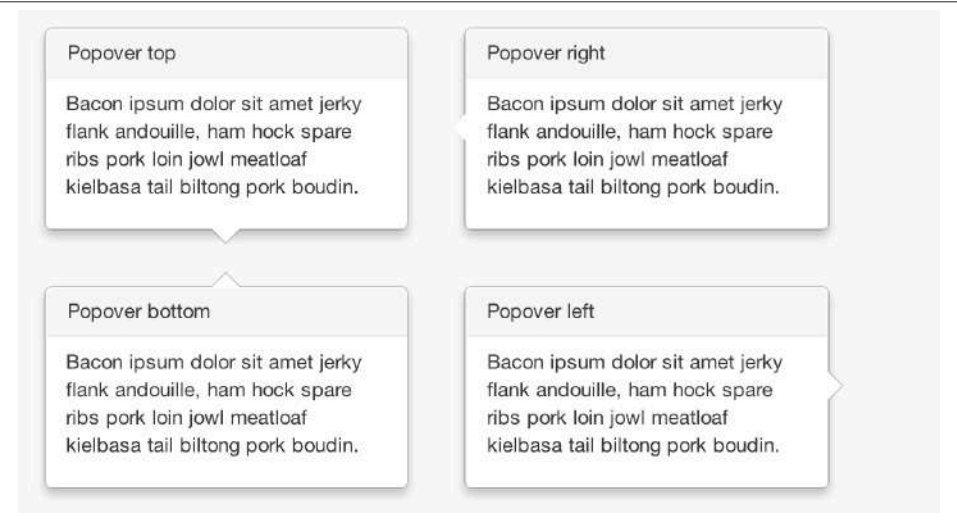 Popover top
Bacon ipsum dolor sit amet jerky
flank andouille, ham hock spare
ribs pork loin jowl meatloaf
kielbasa tail biltong pork boudin.
Popover right
Bacon ipsum dolor sit amet jerky
flank andouille, ham hock spare
ribs pork loin jowl meatloaf
kielbasa tail biltong pork boudin.
Popover bottom
Bacon ipsum dolor sit amet jerky
flank andouille, ham hock spare
ribs pork loin jowl meatloaf
kielbasa tail biltong pork boudin.
Popover left
Bacon ipsum dolor sit amet jerky
flank andouille, ham hock spare
ribs pork loin jowl meatloaf
kielbasa tail biltong pork boudin.